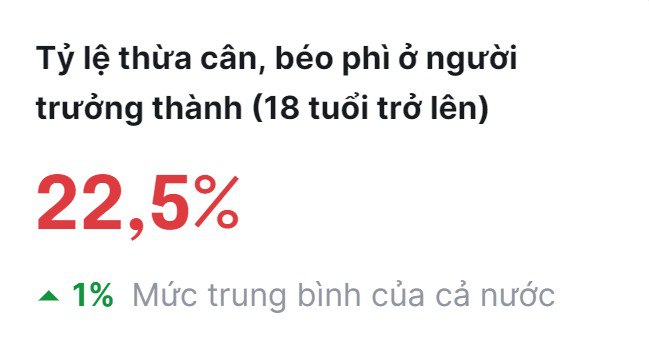 Tỷ lệ thừa cân, béo phì ở người
trưởng thành (18 tuổi trở lên)
22,5%
1% Mức trung bình của cả nước